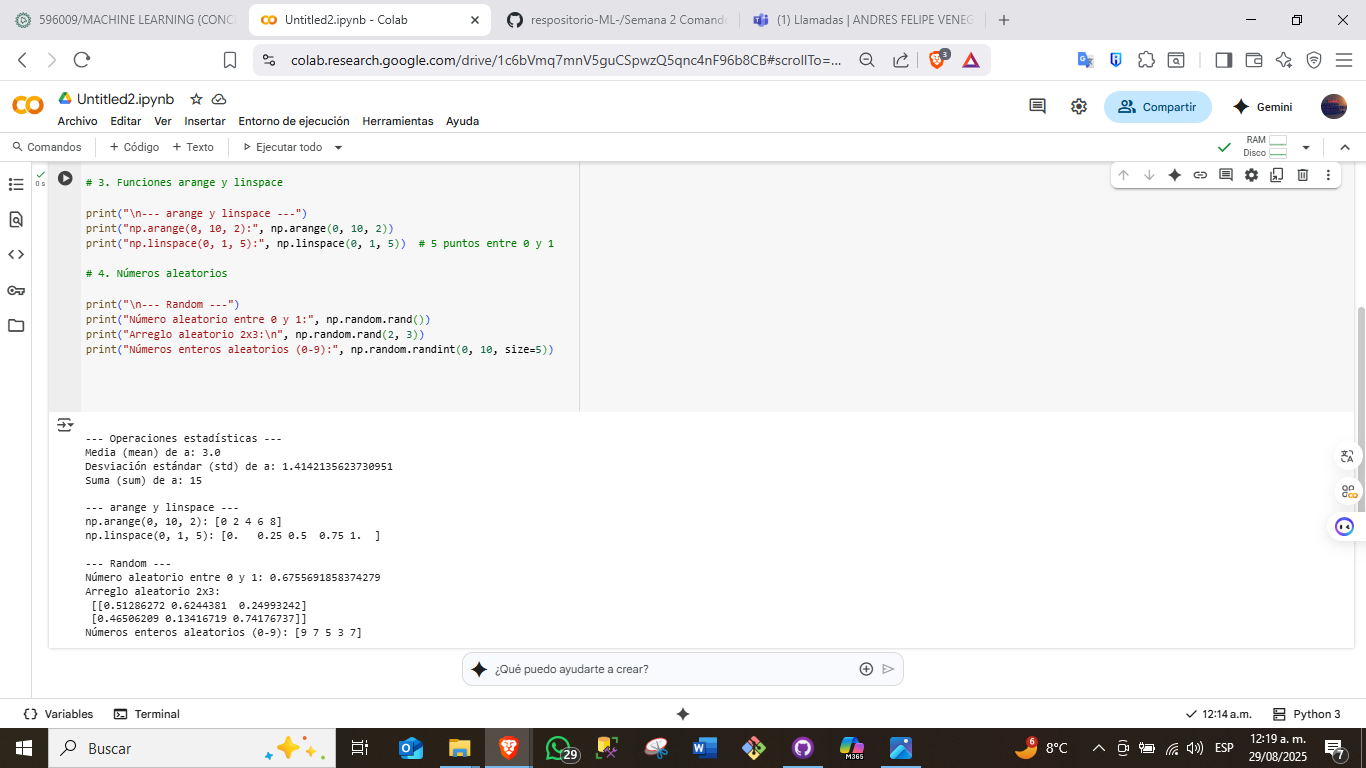 596009/MACHINE LEARNING (CONC
Untitled2.ipynb - Colab
respositorio-ML-/Semana 2 Comando
(1) Llamadas | ANDRES FELIPE VENEG
colab.research.google.com/drive/1c6bVmq7mnV5guCSpwzQ5qnc4nF96b8CB#scrollTo=...
3
Untitled2.ipynb
Archivo Editar Ver Insertar Entorno de ejecución Herramientas Ayuda
Compartir
Gemini
Comandos + Código + Texto Ejecutar todo
RAM
Disco
0 s
# 3. Funciones arange y linspace
print("\n--- arange y linspace ---")
print("np.arange(0, 10, 2):", np.arange(0, 10, 2))
print("np.linspace(0, 1, 5):", np.linspace(0, 1, 5))  # 5 puntos entre 0 y 1
# 4. Números aleatorios
print("\n--- Random ---")
print("Número aleatorio entre 0 y 1:", np.random.rand())
print("Arreglo aleatorio 2x3:\n", np.random.rand(2, 3))
print("Números enteros aleatorios (0-9):", np.random.randint(0, 10, size=5))
--- Operaciones estadísticas ---
Media (mean) de a: 3.0
Desviación estándar (std) de a: 1.4142135623730951
Suma (sum) de a: 15
--- arange y linspace ---
np.arange(0, 10, 2): [0 2 4 6 8]
np.linspace(0, 1, 5): [0.   0.25 0.5  0.75 1.  ]
--- Random ---
Número aleatorio entre 0 y 1: 0.6755691858374279
Arreglo aleatorio 2x3:
[[0.51286272 0.6244381  0.24993242]
[0.46506209 0.13416719 0.74176737]]
Números enteros aleatorios (0-9): [9 7 5 3 7]
¿Qué puedo ayudarte a crear?
Variables Terminal
12:14 a.m. Python 3
Buscar
29
M365
6
8°C
ESP
12:19 a. m.
29/08/2025
7